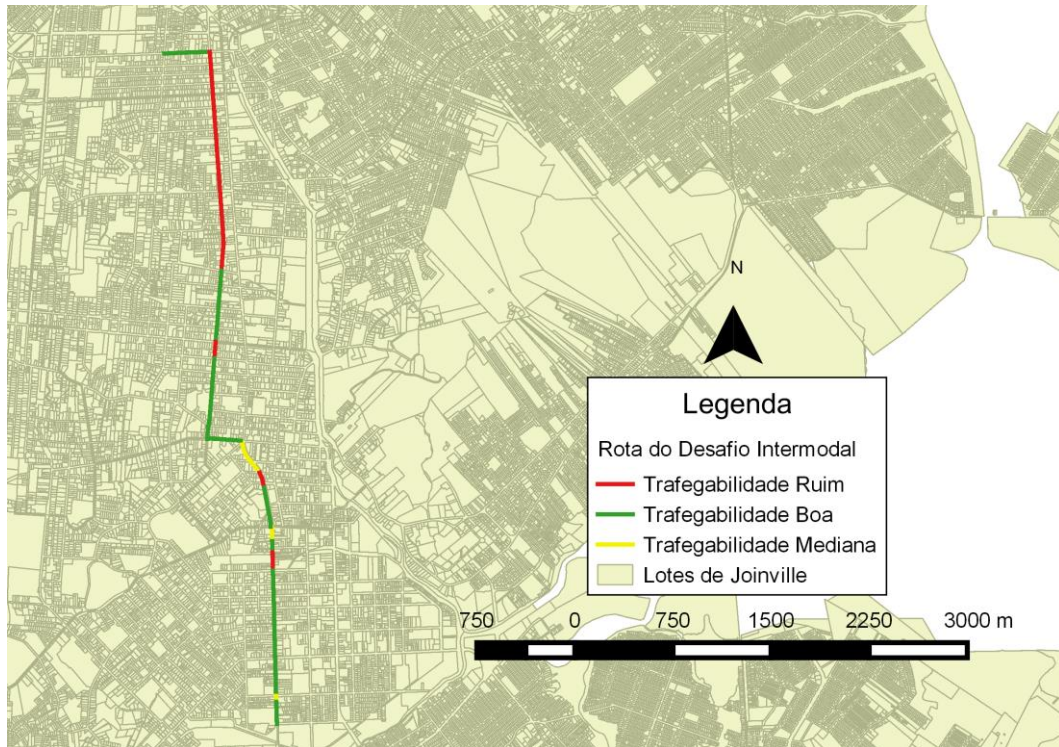 N
Legenda
Rota do Desafio Intermodal
Trafegabilidade Ruim
Trafegabilidade Boa
Trafegabilidade Mediana
Lotes de Joinville
750 0 750 1500 2250 3000 m